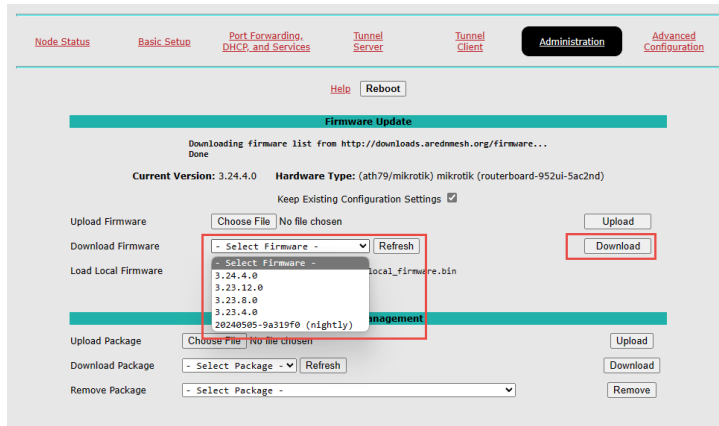 Node Status Basic Setup Port Forwarding, DHCP, and Services Tunnel Server Tunnel Client Administration Advanced Configuration
Help Reboot
Firmware Update
Downloading firmware list from http://downloads.arednmesh.org/firmware...
Done
Current Version: 3.24.4.0 Hardware Type: (ath79/mikrotik) mikrotik (routerboard-952ui-5ac2nd)
Keep Existing Configuration Settings
Upload Firmware Choose File No file chosen Upload
Download Firmware - Select Firmware - Refresh Download
- Select Firmware -
Load Local Firmware local_firmware.bin
3.24.4.0
3.23.12.0
3.23.8.0
3.23.4.0
20240505-9a319f0 (nightly)
anagement
Upload Package Choose File No file chosen Upload
Download Package - Select Package - Refresh Download
Remove Package - Select Package - Remove